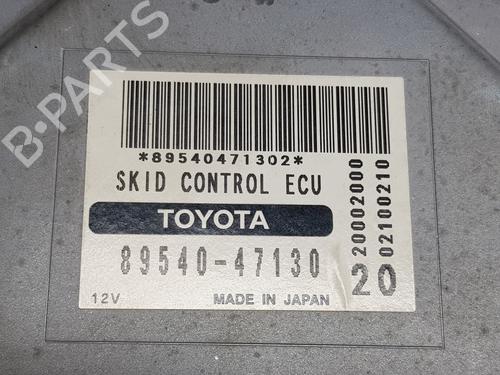 *89540471302*
SKID CONTROL ECU
TOYOTA
89540-47130
12V
MADE IN JAPAN
20002000
02100210
20
B-PARTS